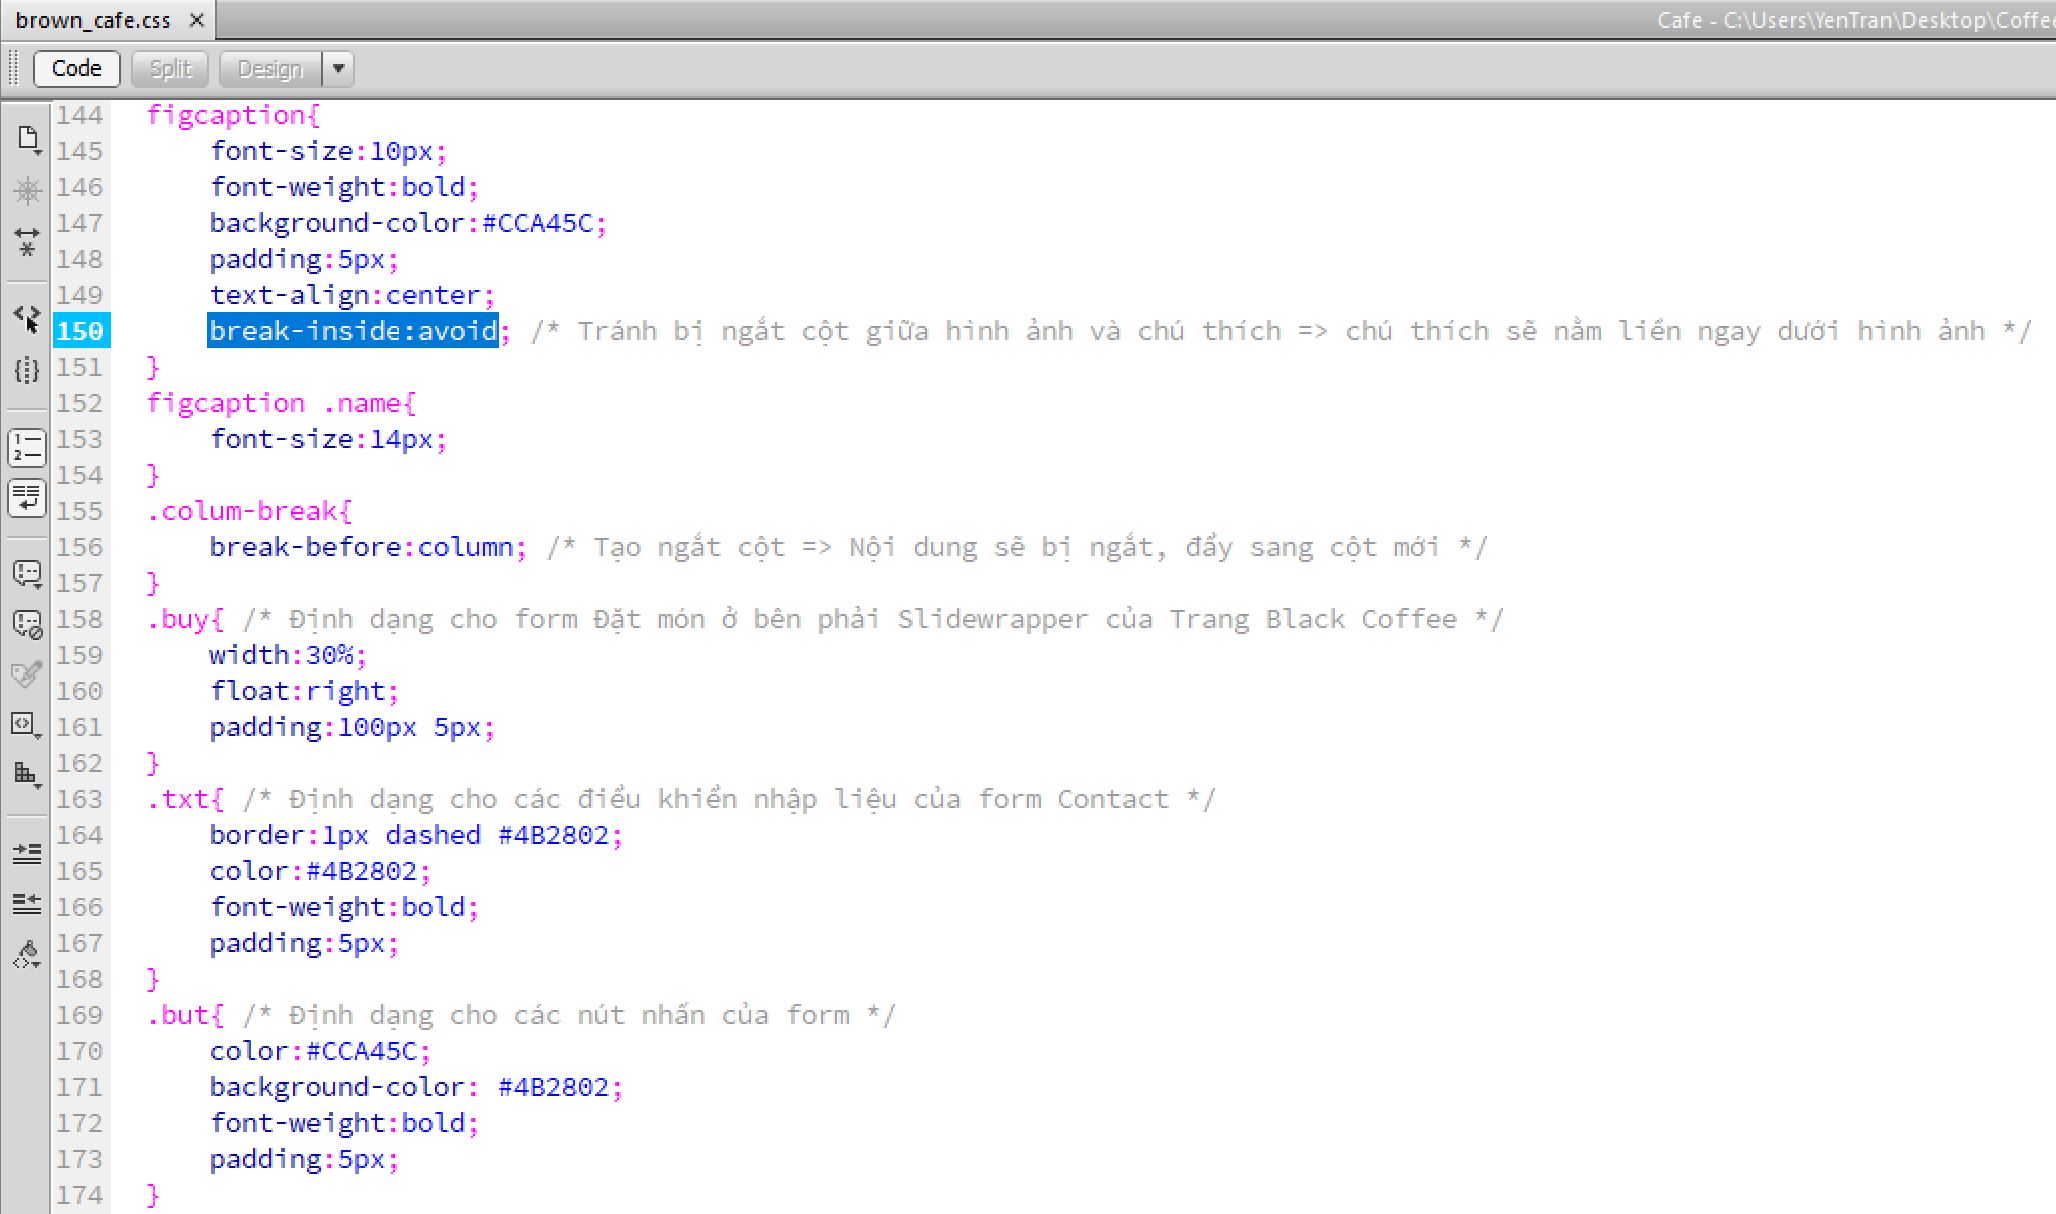 brown_cafe.css ×
Cafe - C:\Users\YenTran\Desktop\Coffee
Code Split Design
144 figcaption{
145 font-size:10px;
146 font-weight:bold;
147 background-color:#CCA45C;
148 padding:5px;
149 text-align:center;
150 break-inside:avoid; /* Tránh bị ngắt cột giữa hình ảnh và chú thích => chú thích sẽ nằm liền ngay dưới hình ảnh */
151 }
152 figcaption .name{
153 font-size:14px;
154 }
155 .colum-break{
156 break-before:column; /* Tạo ngắt cột => Nội dung sẽ bị ngắt, đẩy sang cột mới */
157 }
158 .buy{ /* Định dạng cho form Đặt món ở bên phải Slidewrapper của Trang Black Coffee */
159 width:30%;
160 float:right;
161 padding:100px 5px;
162 }
163 .txt{ /* Định dạng cho các điều khiển nhập liệu của form Contact */
164 border:1px dashed #4B2802;
165 color:#4B2802;
166 font-weight:bold;
167 padding:5px;
168 }
169 .but{ /* Định dạng cho các nút nhấn của form */
170 color:#CCA45C;
171 background-color: #4B2802;
172 font-weight:bold;
173 padding:5px;
174 }